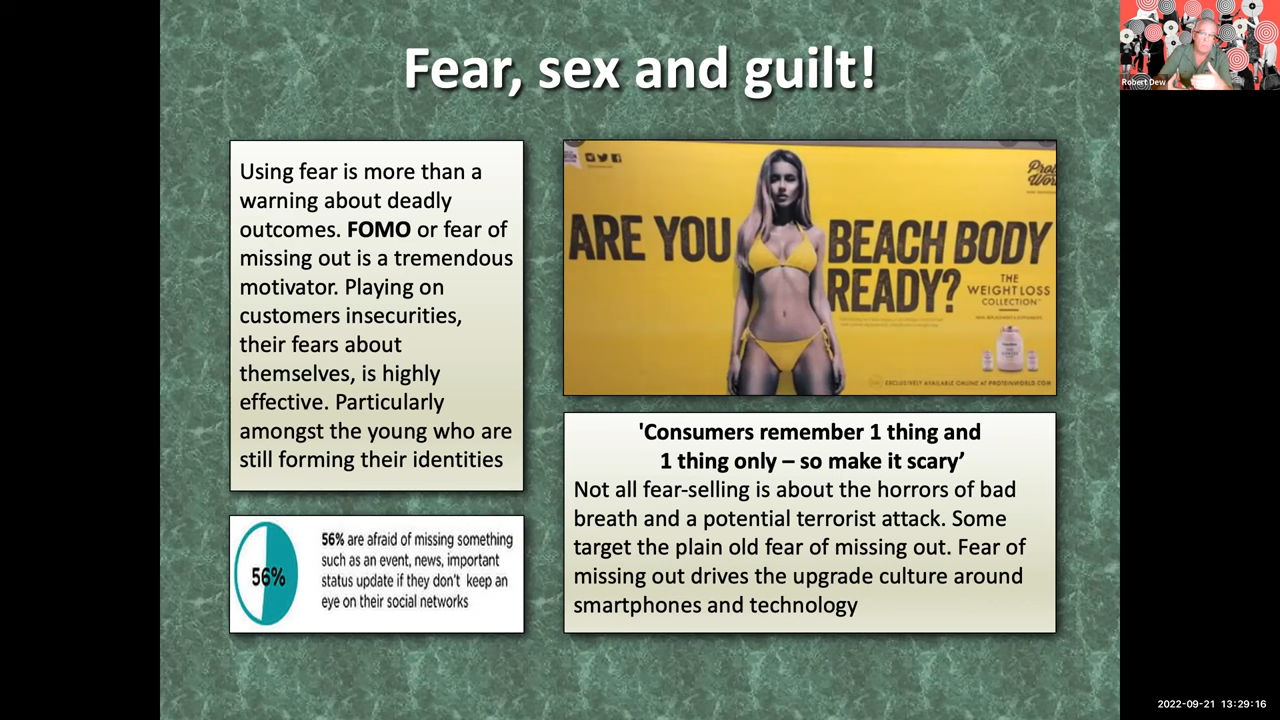 Fear, sex and guilt!
Robert Dew
Using fear is more than a
warning about deadly
outcomes. FOMO or fear of
missing out is a tremendous
motivator. Playing on
customers insecurities,
their fears about
themselves, is highly
effective. Particularly
amongst the young who are
still forming their identities
ARE YOU
BEACH BODY
READY?
THE
WEIGHT LOSS
COLLECTION
EXCLUSIVELY AVAILABLE ONLINE AT PROTEINWORLD.COM
56% are afraid of missing something
such as an event, news, important
status update if they don't keep an
eye on their social networks
56%
'Consumers remember 1 thing and
1 thing only – so make it scary’
Not all fear-selling is about the horrors of bad
breath and a potential terrorist attack. Some
target the plain old fear of missing out. Fear of
missing out drives the upgrade culture around
smartphones and technology
2022-09-21 13:29:16